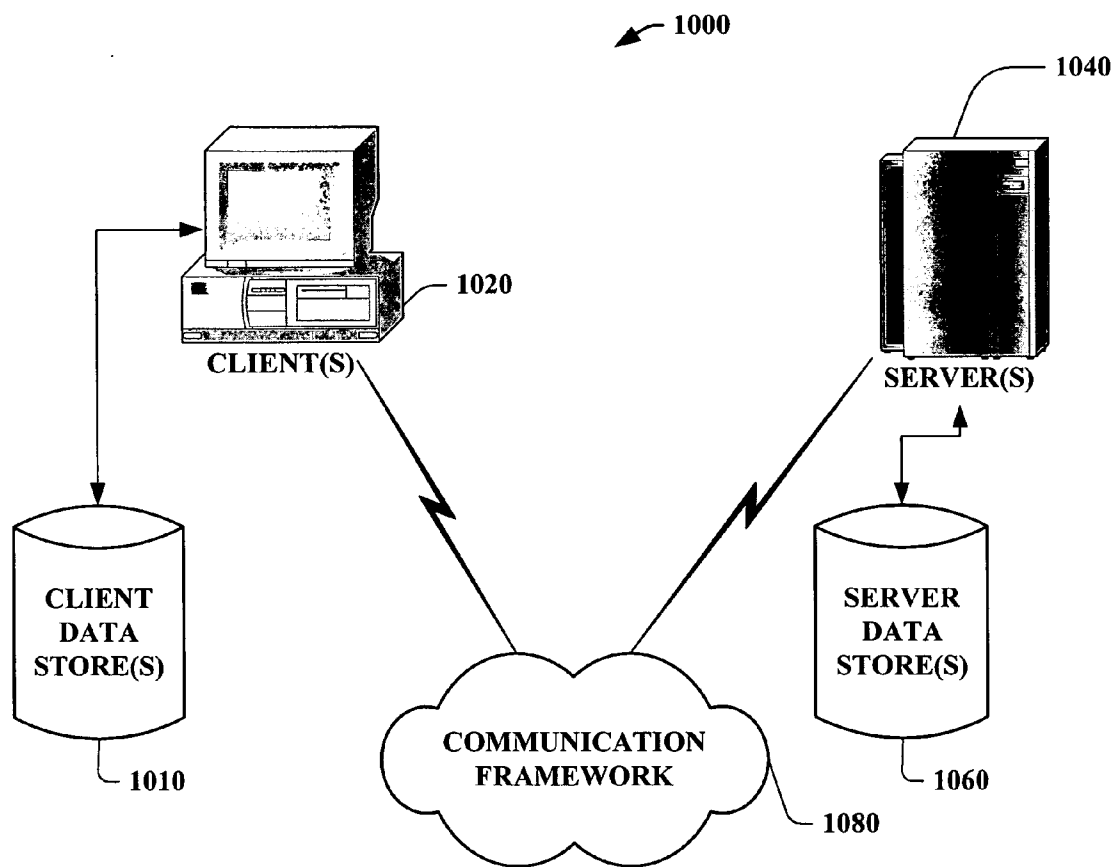 1000
1040
1020
CLIENT(S)
SERVER(S)
CLIENT
DATA
STORE(S)
SERVER
DATA
STORE(S)
COMMUNICATION
FRAMEWORK
1010
1060
1080